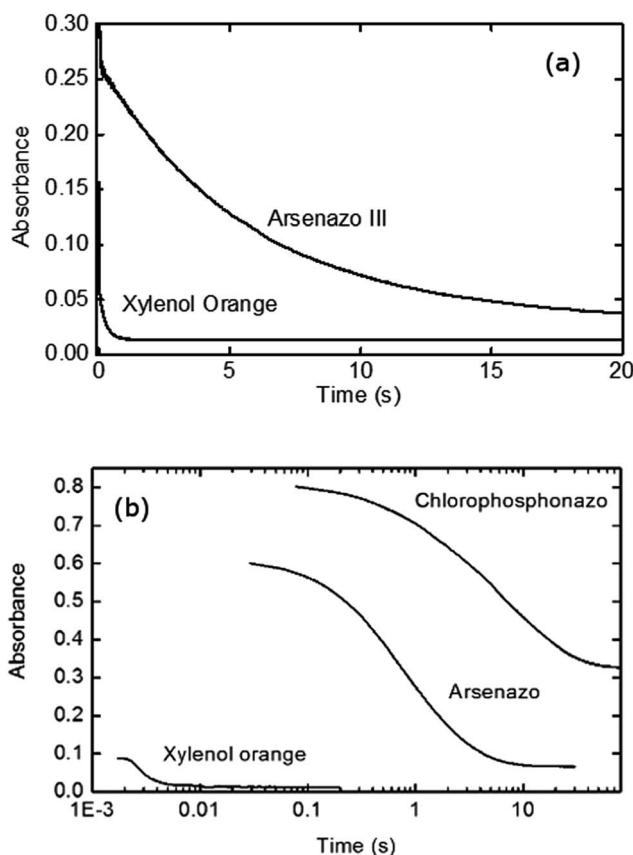 (a)
0.30
0.25
0.20
0.15
0.10
0.05
0.00
Absorbance
Arsenazo III
Xylenol Orange
0
5
10
15
20
Time (s)
(b)
0.8
0.7
0.6
0.5
0.4
0.3
0.2
0.1
0.0
Absorbance
Chlorophosphonazo
Arsenazo
Xylenol orange
1E-3
0.01
0.1
1
10
Time (s)